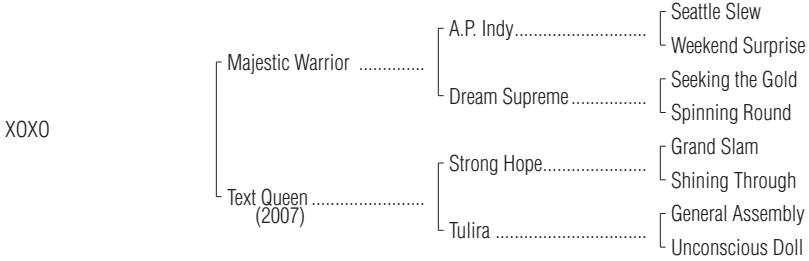 Seattle Slew
A.P. Indy..............................
Weekend Surprise
Majestic Warrior ...............
Seeking the Gold
Dream Supreme.................
Spinning Round
XOXO
Grand Slam
Strong Hope........................
Shining Through
Text Queen ..........................
(2007)
General Assembly
Tulira ...................................
Unconscious Doll